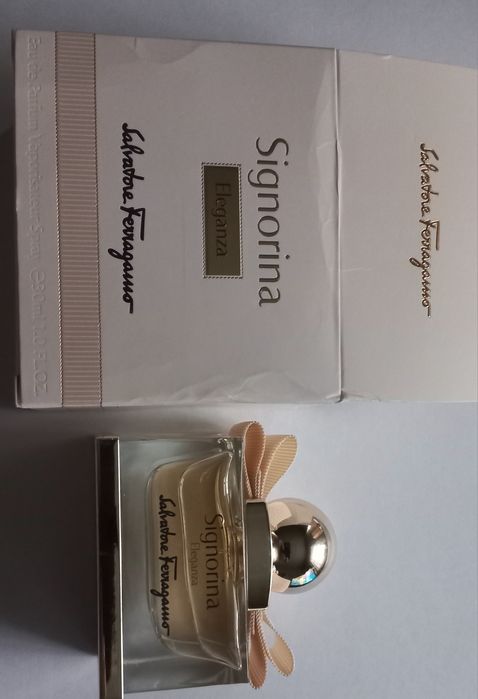 Salvatore Ferragamo
Signorina
Eleganza
Salvatore Ferragamo
Eau de Parfum Vaporisateur Spray e 30ml 1.0 FL.OZ.
Signorina
Eleganza
Salvatore Ferragamo